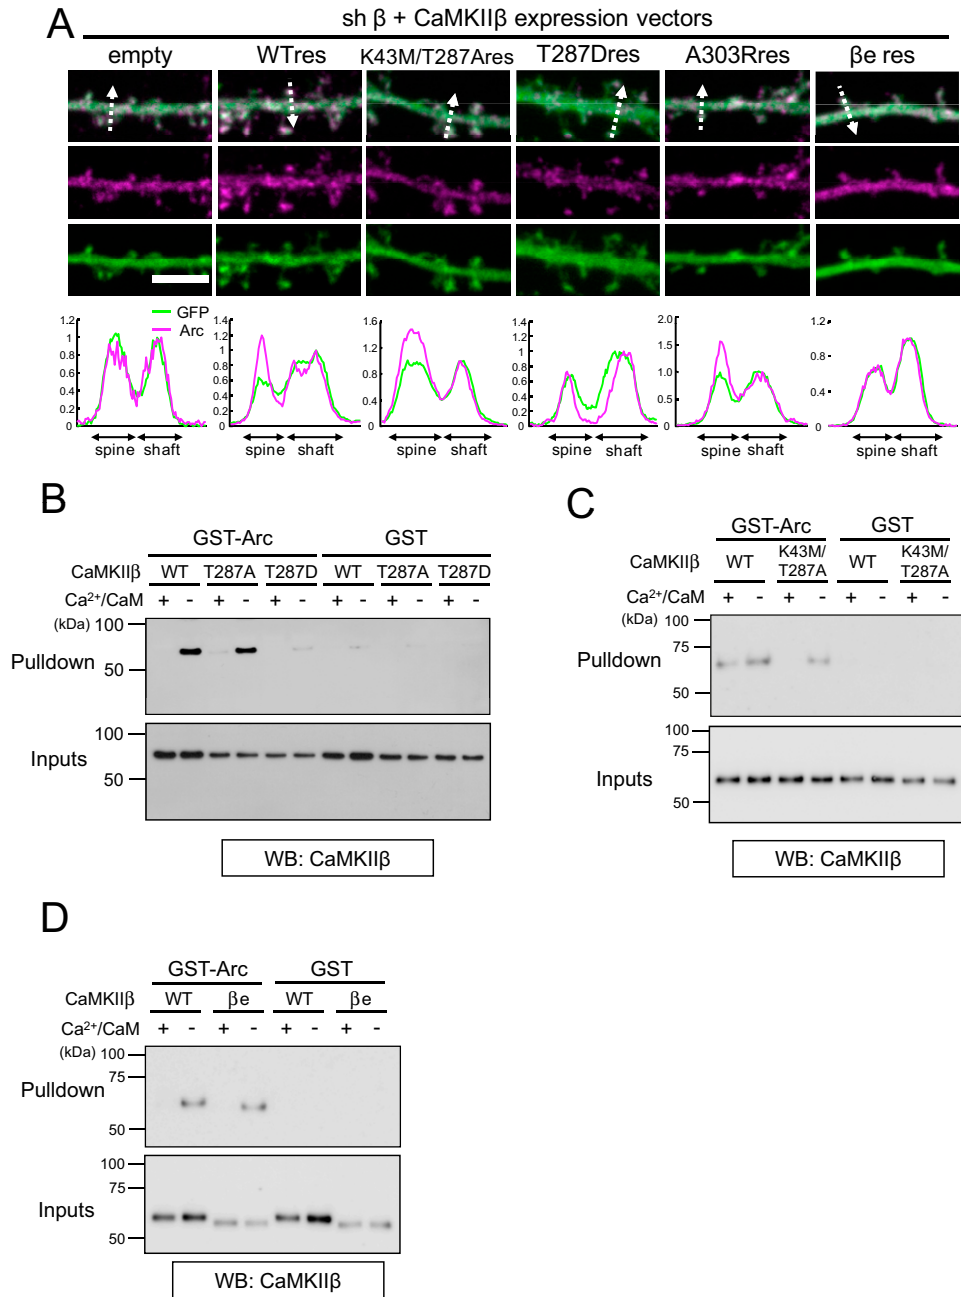 A
sh β + CaMKIIβ expression vectors
empty WTres K43M/T287Ares T287Dres A303Rres βe res
GFP
Arc
1.2 1 0.8 0.6 0.4 0.2 0
1.4 1.2 1 0.8 0.6 0.4 0.2 0
1.6 1.2 0.8 0.4 0
1.4 1.2 1 0.8 0.6 0.4 0.2 0
2.0 1.5 1.0 0.5 0
1.2 0.8 0.4 0
spine shaft spine shaft spine shaft spine shaft spine shaft spine shaft
B
GST-Arc GST
CaMKIIβ WT T287A T287D WT T287A T287D
Ca2+/CaM + - + - + - + - + - + -
(kDa) 100
Pulldown
50
100
Inputs
50
WB: CaMKIIβ
C
GST-Arc GST
CaMKIIβ WT K43M/T287A WT K43M/T287A
Ca2+/CaM + - + - + - + -
(kDa) 100
75
Pulldown
50
100
75
Inputs
50
WB: CaMKIIβ
D
GST-Arc GST
CaMKIIβ WT βe WT βe
Ca2+/CaM + - + - + - + -
(kDa) 100
75
Pulldown
50
100
75
Inputs
50
WB: CaMKIIβ